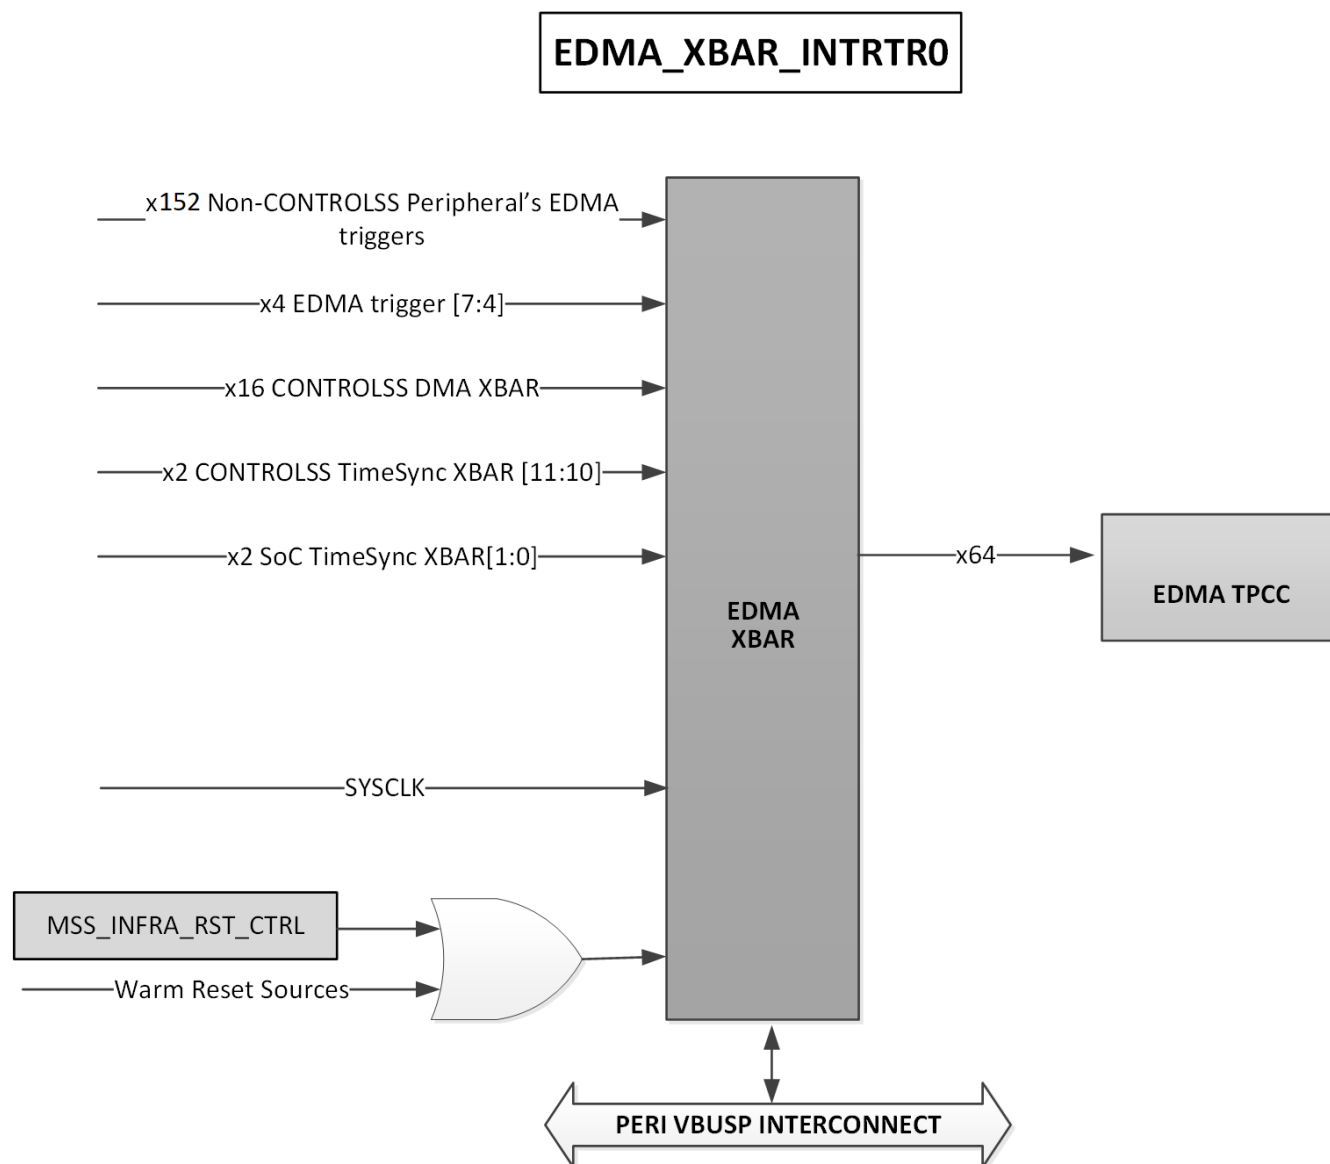 EDMA_XBAR_INTRTR0
x152 Non-CONTROLSS Peripheral’s EDMA
triggers
x4 EDMA trigger [7:4]
x16 CONTROLSS DMA XBAR
x2 CONTROLSS TimeSync XBAR [11:10]
x2 SoC TimeSync XBAR[1:0]
x64
EDMA TPCC
EDMA
XBAR
SYSCLK
MSS_INFRA_RST_CTRL
Warm Reset Sources
PERI VBUSP INTERCONNECT